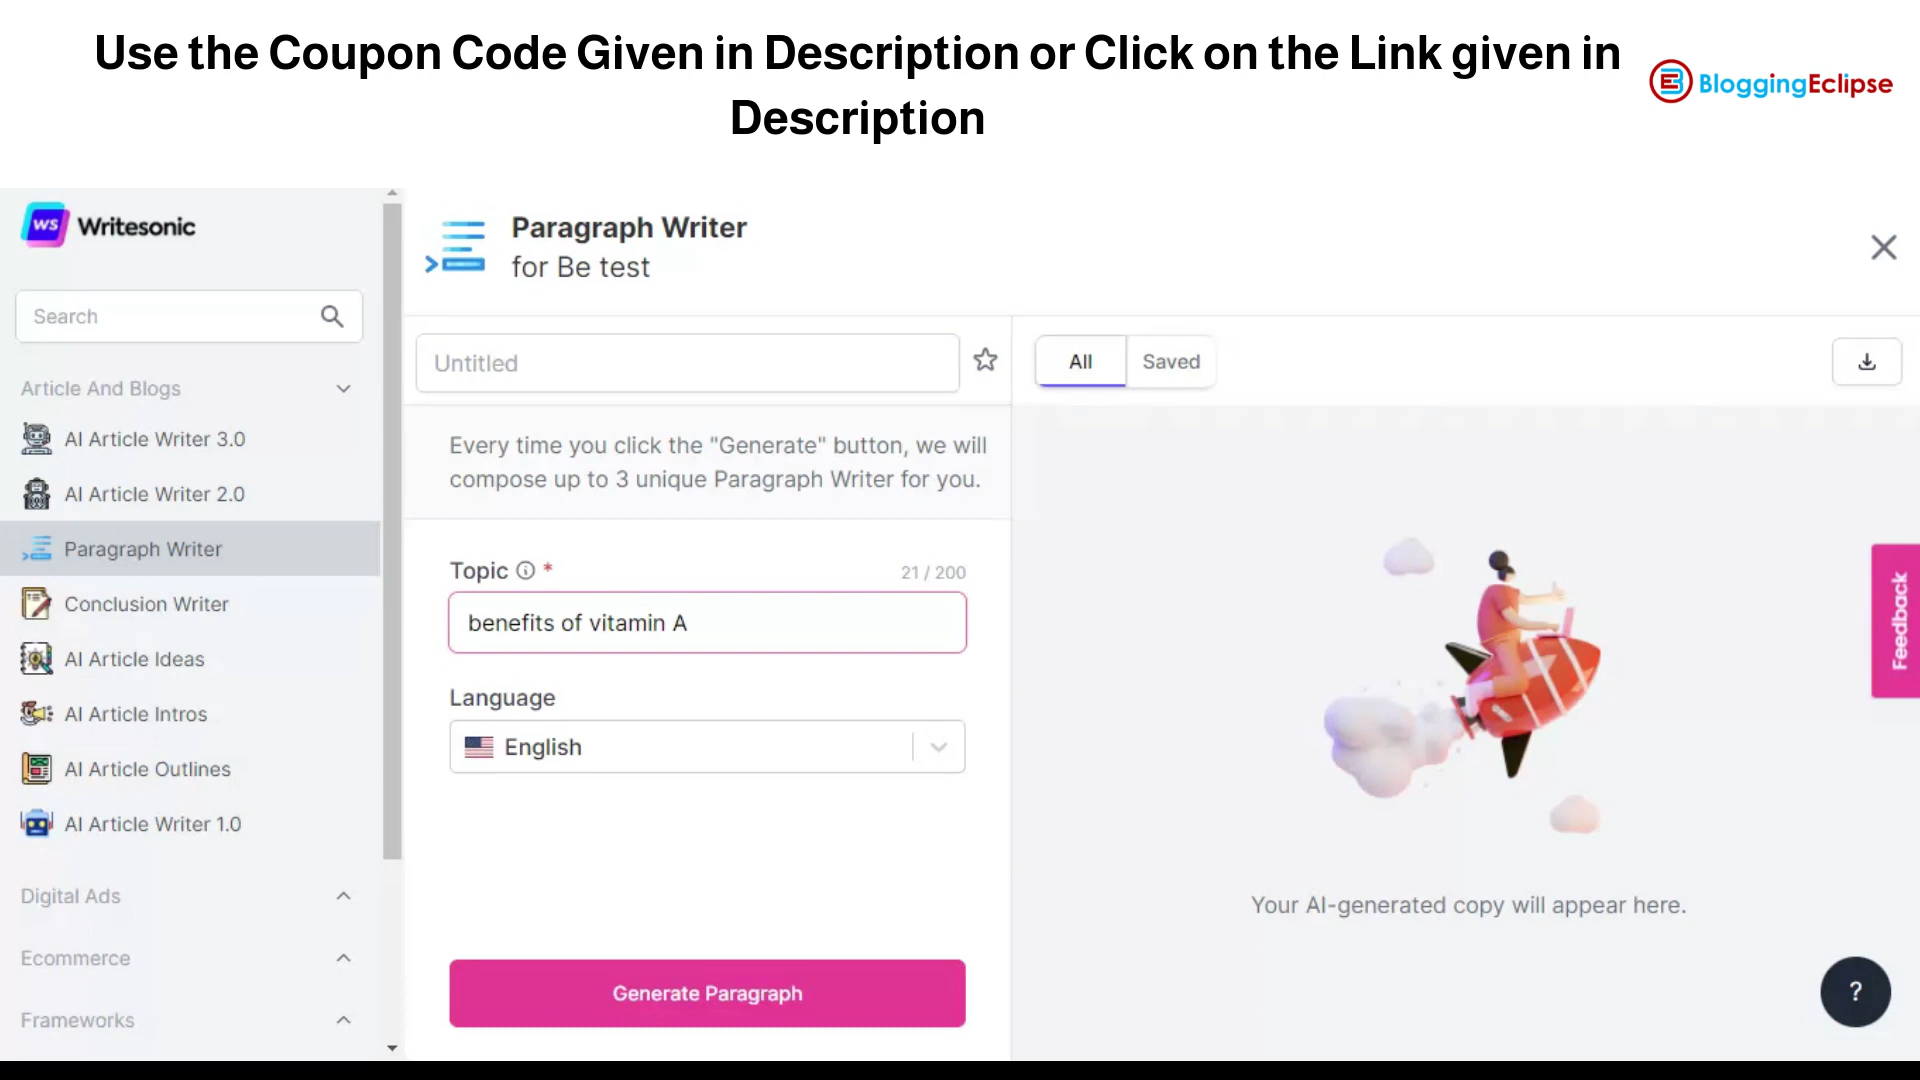 Use the Coupon Code Given in Description or Click on the Link given in
Description
BloggingEclipse
WS Writesonic
Search
Article And Blogs
AI Article Writer 3.0
AI Article Writer 2.0
Paragraph Writer
Conclusion Writer
AI Article Ideas
AI Article Intros
AI Article Outlines
AI Article Writer 1.0
Digital Ads
Ecommerce
Frameworks
Paragraph Writer
for Be test
Untitled
Every time you click the "Generate" button, we will
compose up to 3 unique Paragraph Writer for you.
Topic * 21 / 200
benefits of vitamin A
Language
English
Generate Paragraph
All Saved
Your AI-generated copy will appear here.
Feedback
?